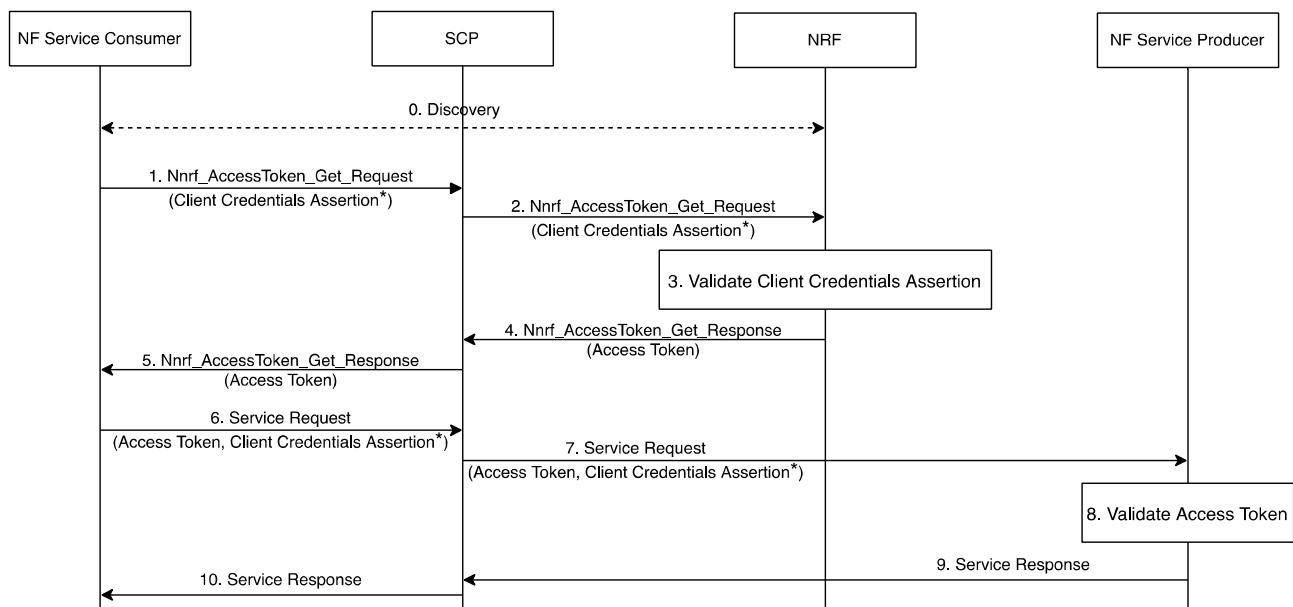 NF Service Consumer
SCP
NRF
NF Service Producer
0. Discovery
1. Nnrf_AccessToken_Get_Request
(Client Credentials Assertion*)
2. Nnrf_AccessToken_Get_Request
(Client Credentials Assertion*)
3. Validate Client Credentials Assertion
4. Nnrf_AccessToken_Get_Response
(Access Token)
5. Nnrf_AccessToken_Get_Response
(Access Token)
6. Service Request
(Access Token, Client Credentials Assertion*)
7. Service Request
(Access Token, Client Credentials Assertion*)
8. Validate Access Token
9. Service Response
10. Service Response